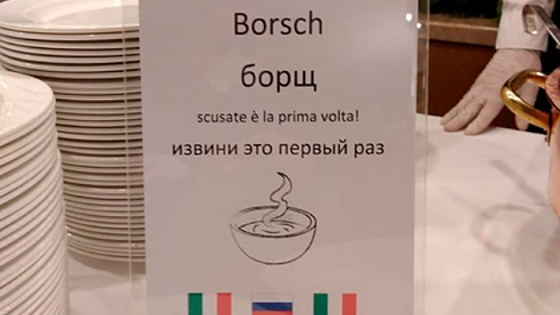 Borsch
борщ
scusate è la prima volta!
извини это первый раз